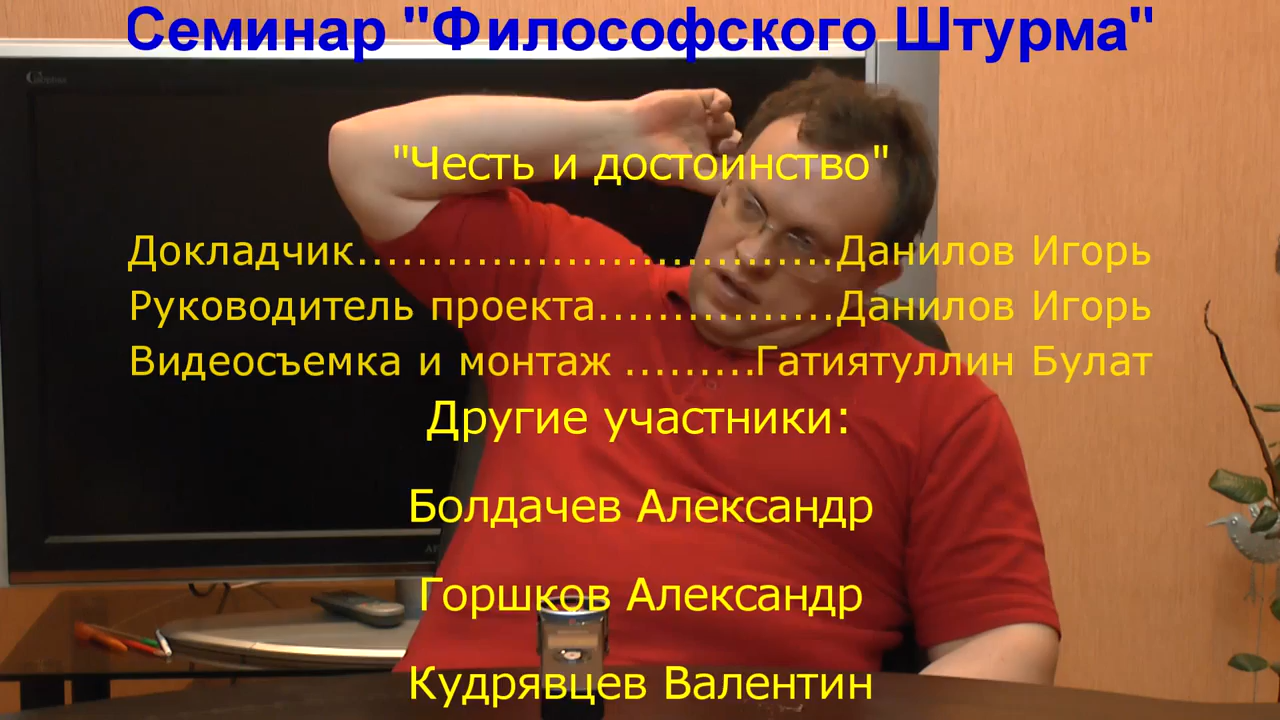 Семинар "Философского Штурма"
"Честь и достоинство"
Докладчик................................Данилов Игорь
Руководитель проекта................Данилов Игорь
Видеосъемка и монтаж .........Гатиятуллин Булат
Другие участники:
Болдачев Александр
Горшков Александр
Кудрявцев Валентин